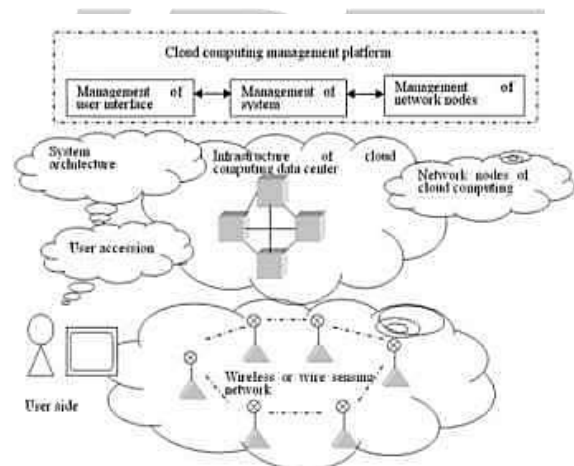 Cloud computing management platform
Management of
user interface
Management of
system
Management of
network nodes
System
architecture
Infrastructure of cloud
computing data center
Network nodes of
cloud computing
User accession
Wireless or wire sensing
network
User side